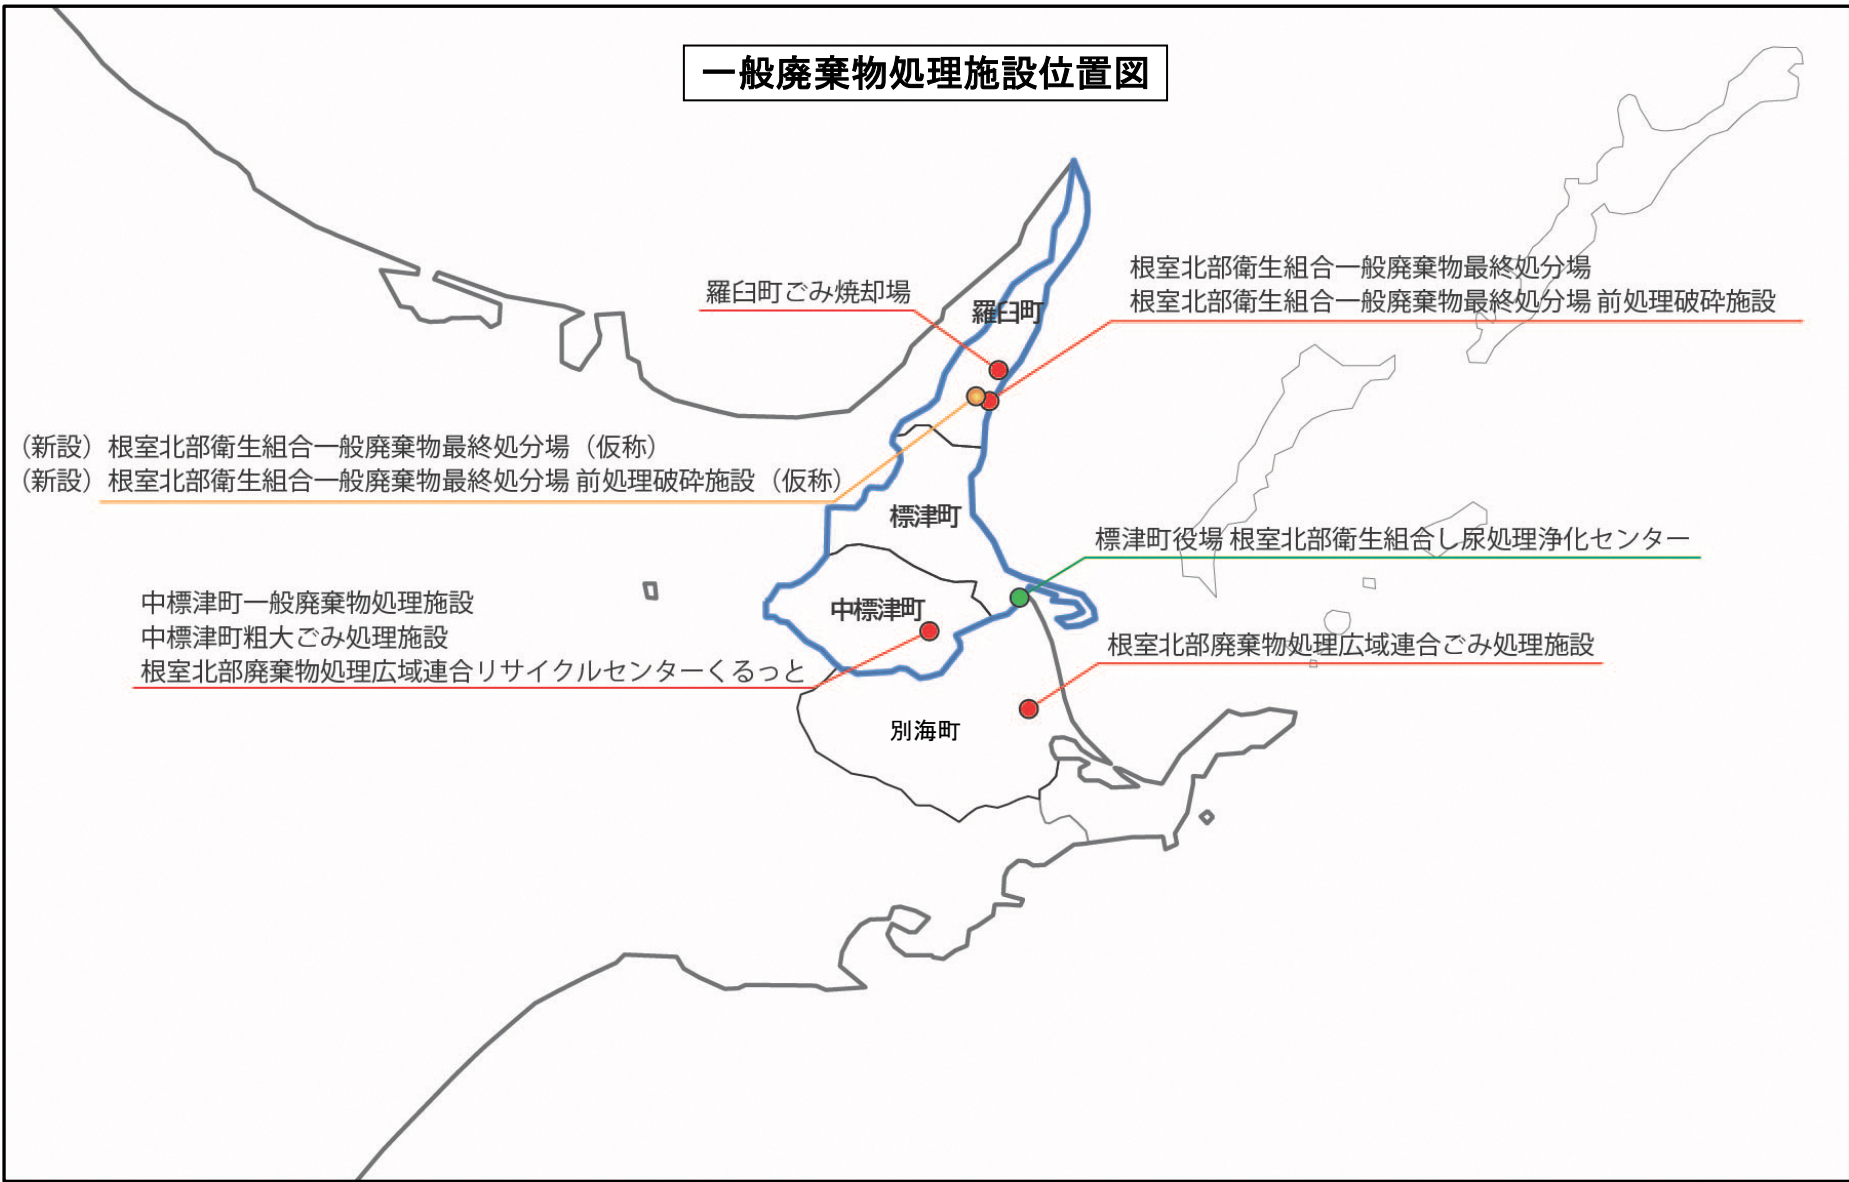 一般廃棄物処理施設位置図
根室北部衛生組合一般廃棄物最終処分場
根室北部衛生組合一般廃棄物最終処分場 前処理破砕施設
羅臼町ごみ焼却場
羅臼町
（新設）根室北部衛生組合一般廃棄物最終処分場（仮称）
（新設）根室北部衛生組合一般廃棄物最終処分場 前処理破砕施設（仮称）
標津町
標津町役場 根室北部衛生組合し尿処理浄化センター
中標津町一般廃棄物処理施設
中標津町粗大ごみ処理施設
根室北部廃棄物処理広域連合リサイクルセンターくるっと
中標津町
根室北部廃棄物処理広域連合ごみ処理施設
別海町